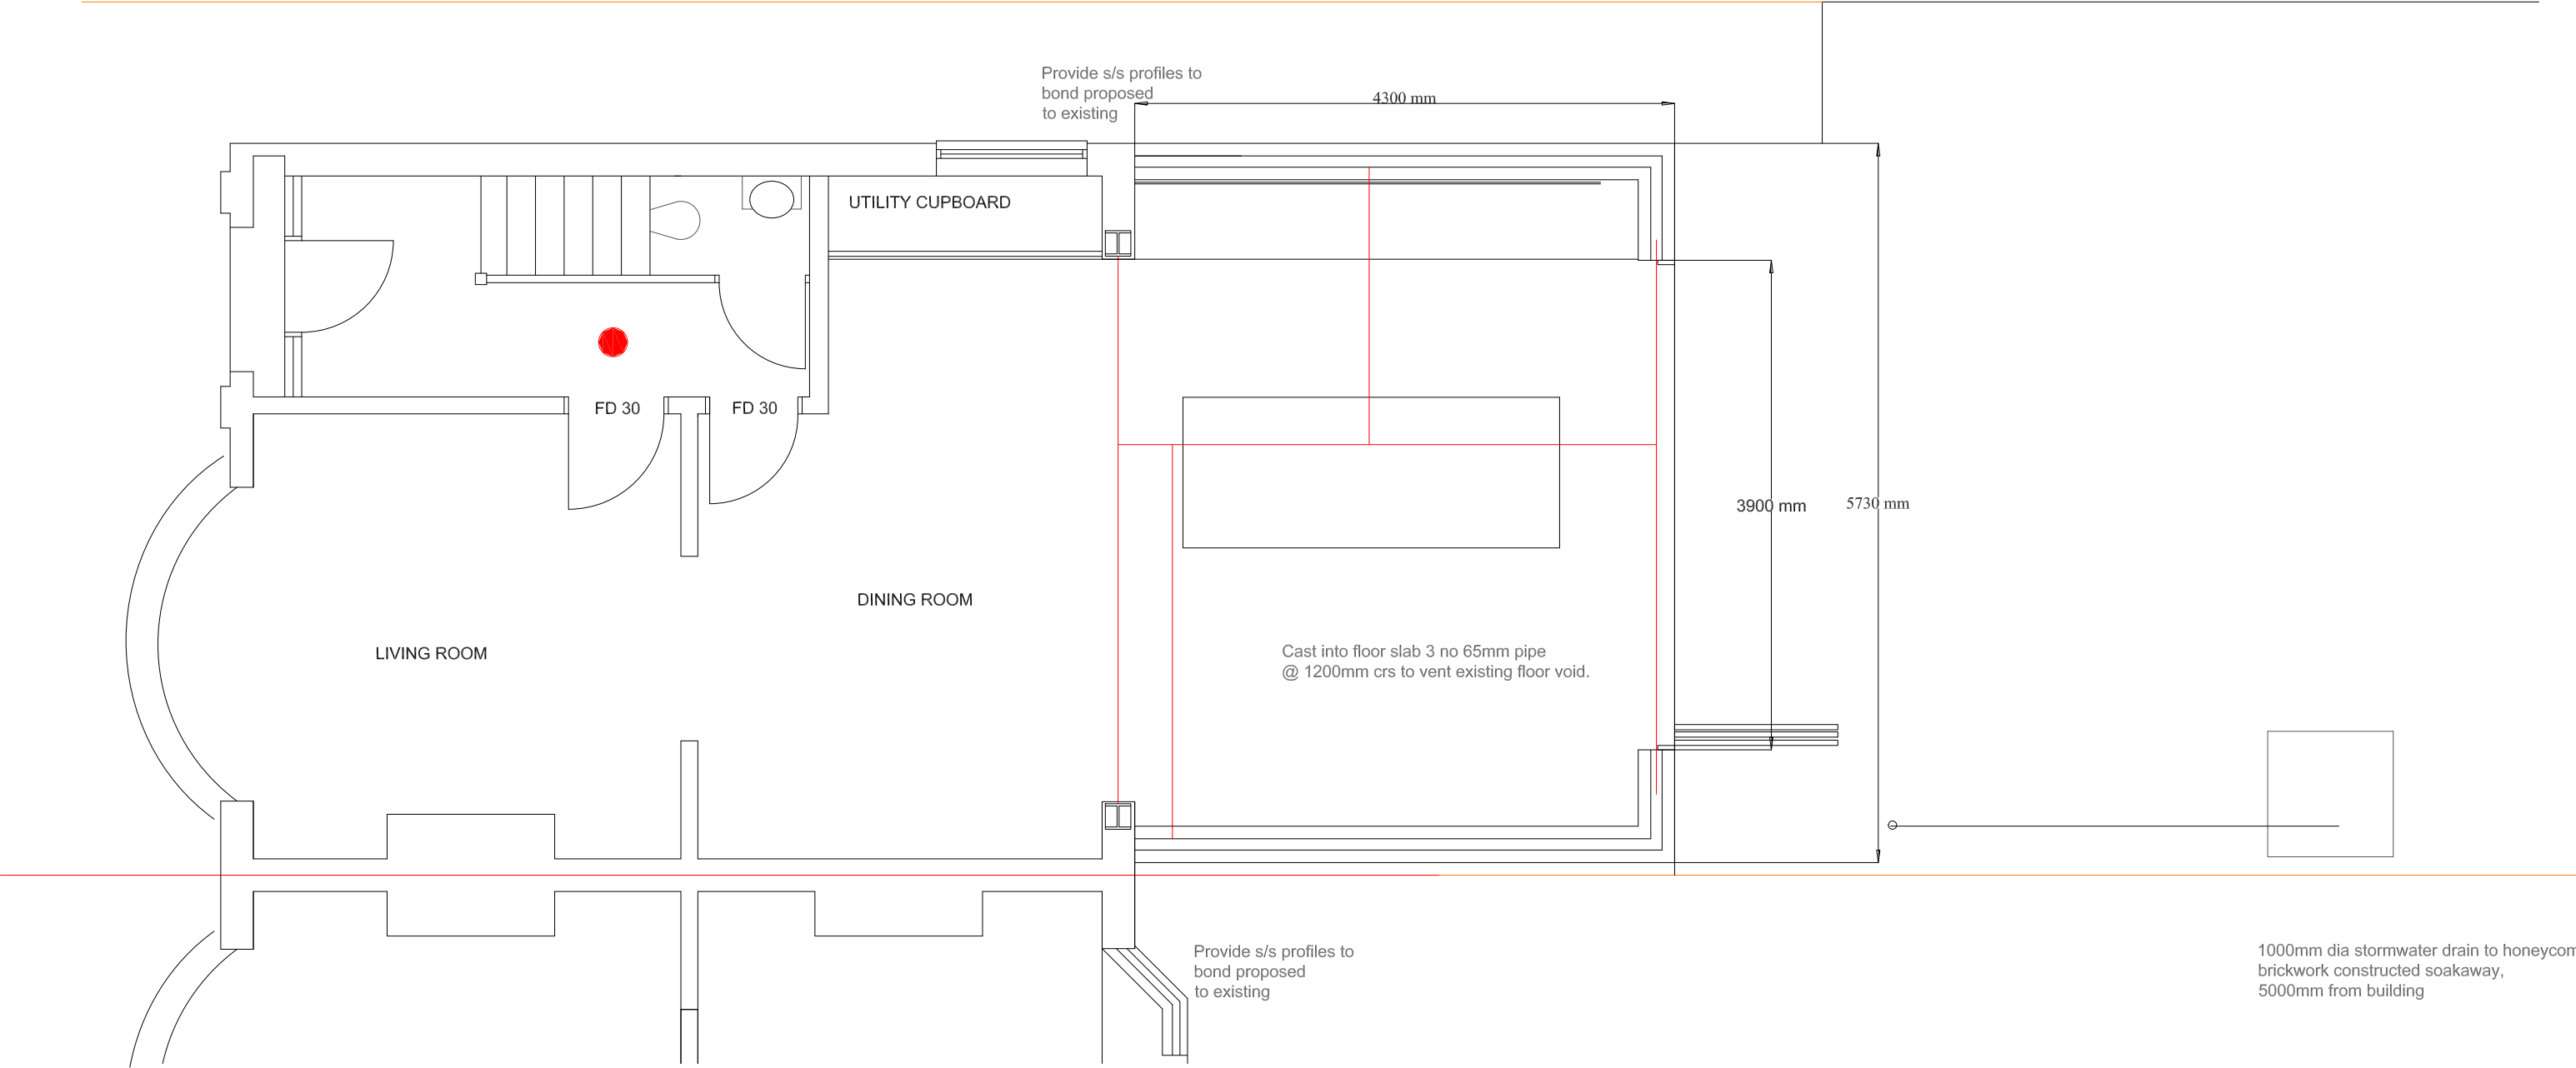 Provide s/s profiles to
bond proposed
to existing
4300 mm
UTILITY CUPBOARD
FD 30
FD 30
3900 mm
5730 mm
DINING ROOM
LIVING ROOM
Cast into floor slab 3 no 65mm pipe
@ 1200mm crs to vent existing floor void.
Provide s/s profiles to
bond proposed
to existing
1000mm dia stormwater drain to honeycom
brickwork constructed soakaway,
5000mm from building